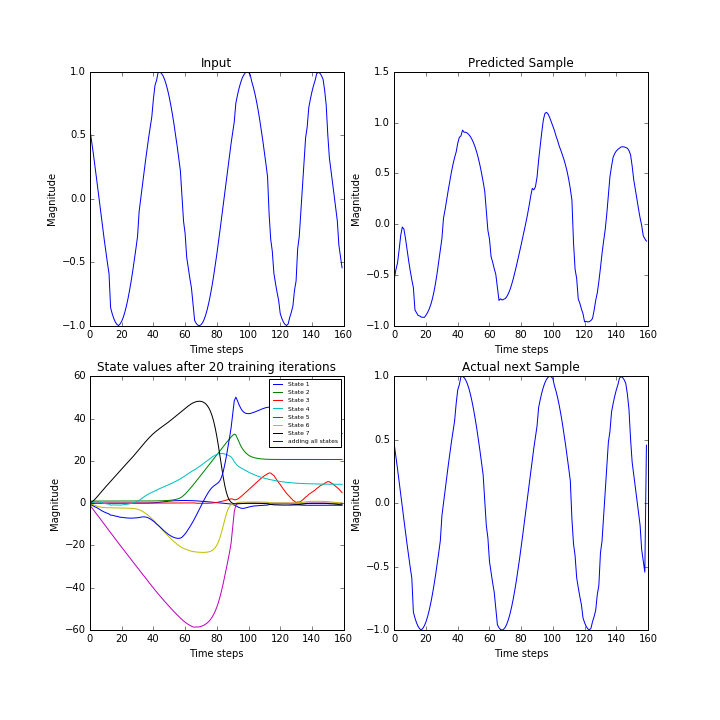 Input
1.0
0.5
0.0
−0.5
−1.0
Magnitude
0 20 40 60 80 100 120 140 160
Time steps
Predicted Sample
1.5
1.0
0.5
0.0
−0.5
−1.0
Magnitude
0 20 40 60 80 100 120 140 160
Time steps
State values after 20 training iterations
60
40
20
0
−20
−40
−60
Magnitude
State 1
State 2
State 3
State 4
State 5
State 6
State 7
adding all states
0 20 40 60 80 100 120 140 160
Time steps
Actual next Sample
1.0
0.5
0.0
−0.5
−1.0
Magnitude
0 20 40 60 80 100 120 140 160
Time steps